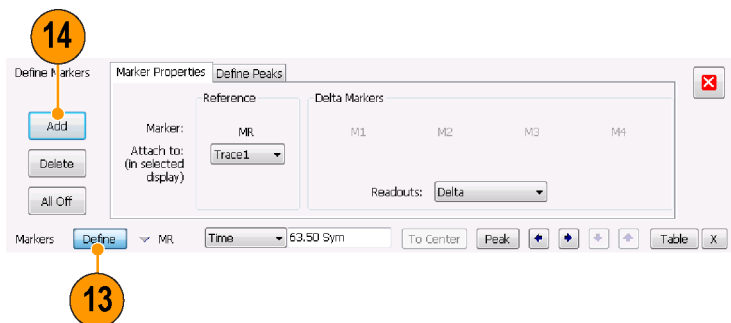 14
Define Markers
Marker Properties Define Peaks
Reference Delta Markers
Add Marker: MR M1 M2 M3 M4
Attach to:
(in selected
display) Trace1
Delete
Readouts: Delta
All Off
Markers Define MR Time 63.50 Sym To Center Peak Table X
13